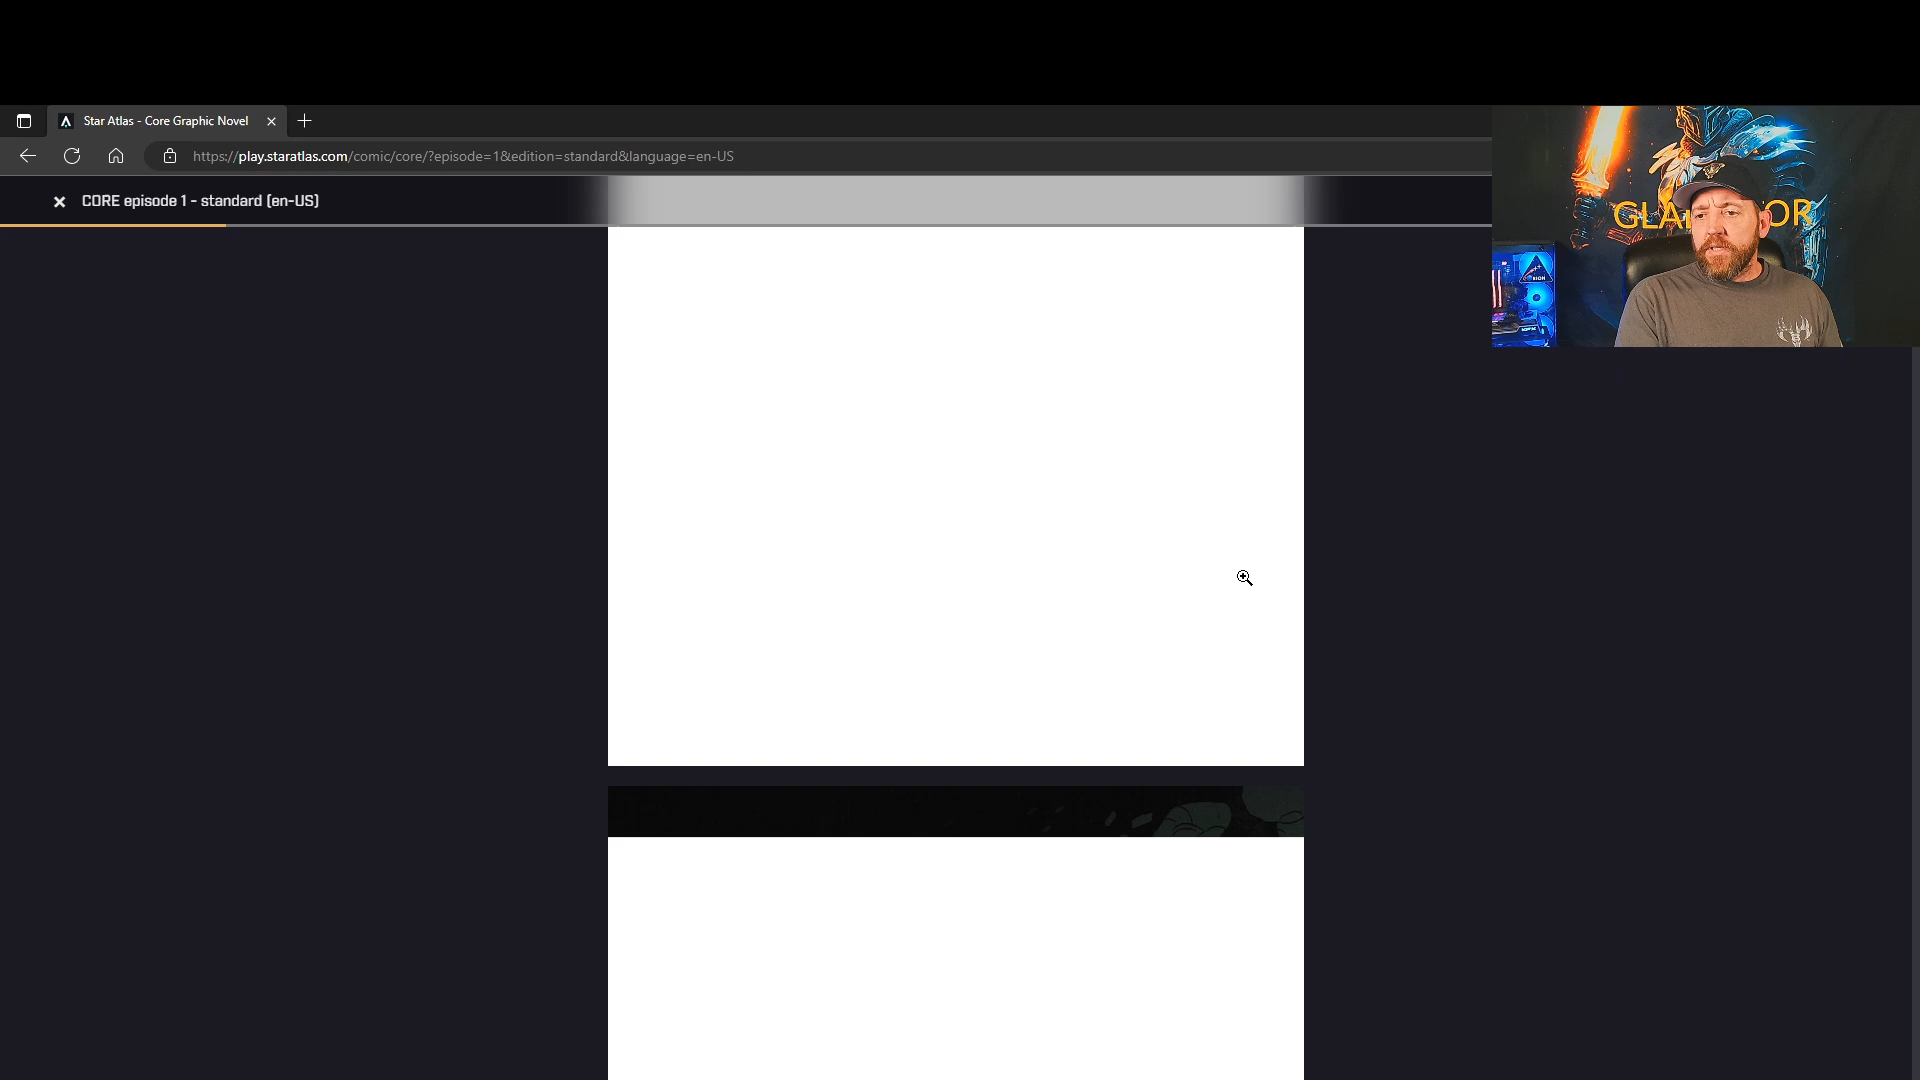 Star Atlas - Core Graphic Novel
https://play.staratlas.com/comic/core/?episode=1&edition=standard&language=en-US
CORE episode 1 - standard (en-US)